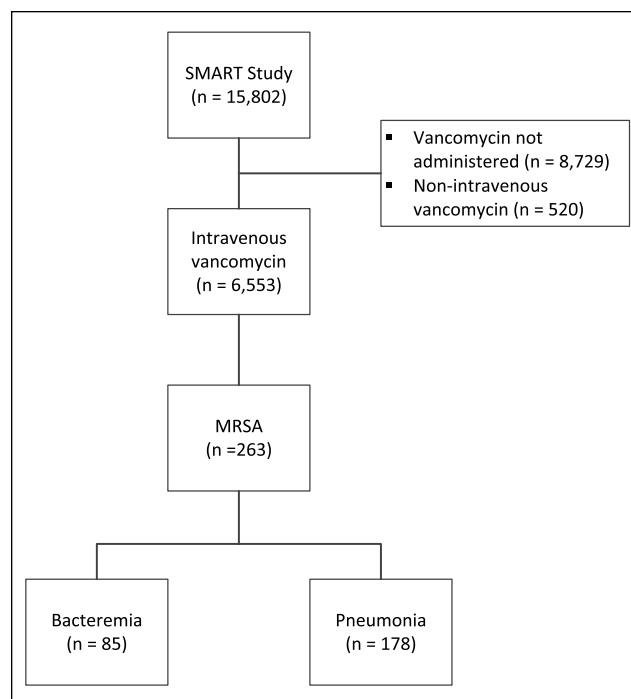 SMART Study
(n = 15,802)
▪ Vancomycin not
administered (n = 8,729)
▪ Non-intravenous
vancomycin (n = 520)
Intravenous
vancomycin
(n = 6,553)
MRSA
(n =263)
Bacteremia
(n = 85)
Pneumonia
(n = 178)